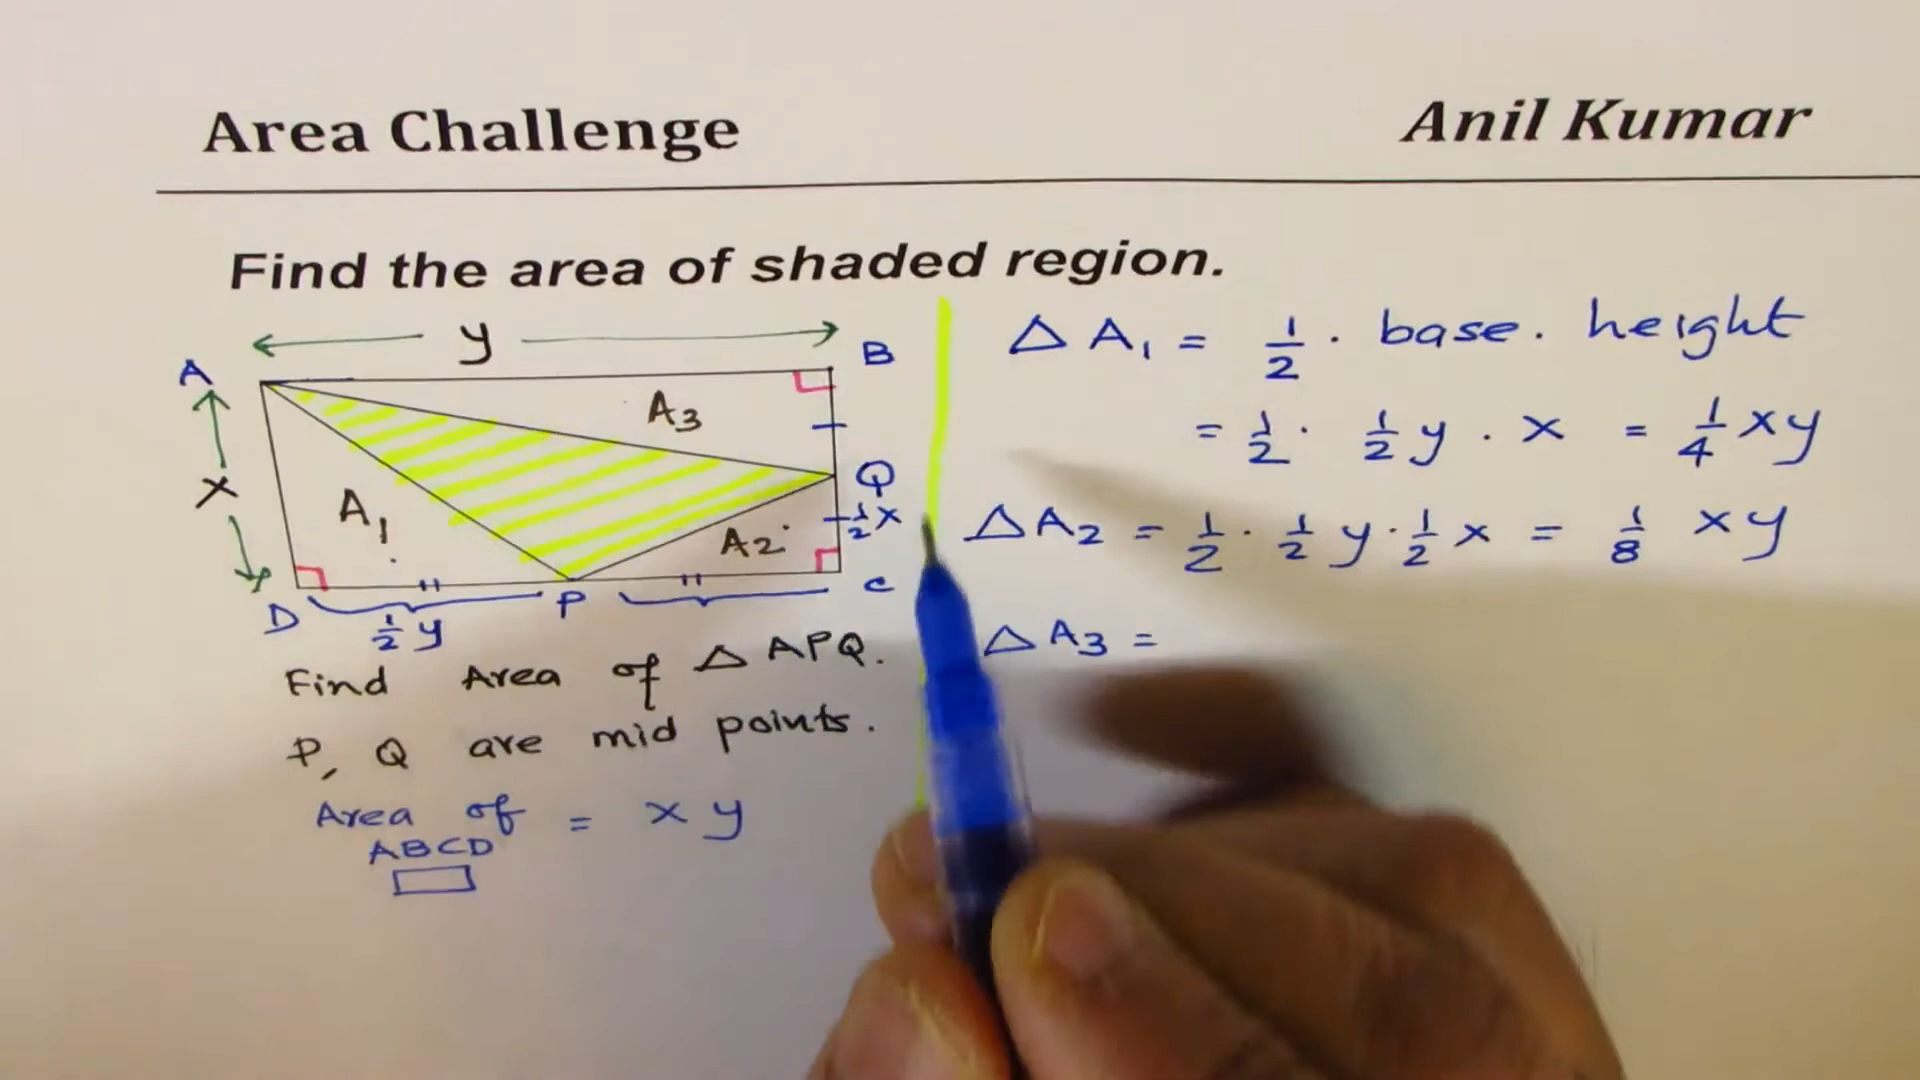 Area Challenge
Anil Kumar
Find the area of shaded region.
y
A
B
x
A3
Q
A1
½x
A2
D
P
C
½ y
Find Area of △ APQ.
P, Q are mid points.
Area of = xy
ABCD
△ A1 = 1/2 · base · height
= 1/2 · 1/2 y · x = 1/4 xy
△ A2 = 1/2 · 1/2 y · 1/2 x = 1/8 xy
△ A3 =